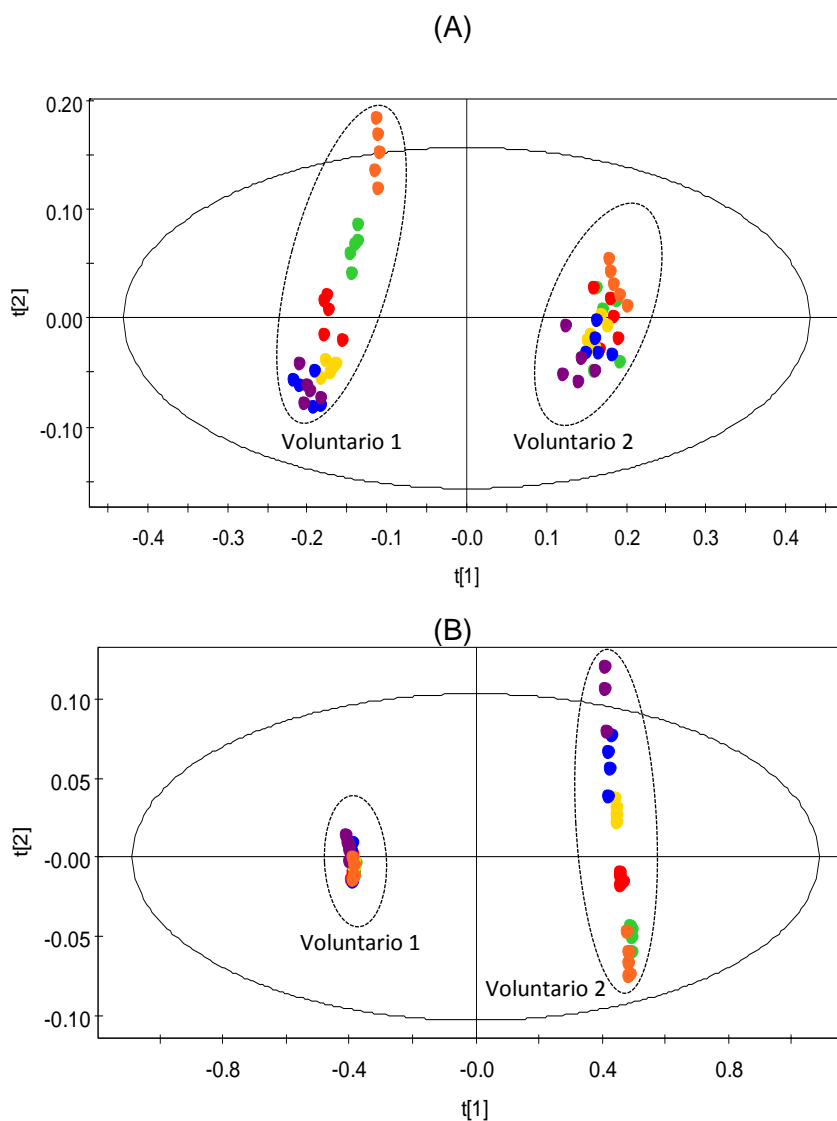 (A)
0.20
0.10
t[2]
0.00
-0.10
Voluntario 1
Voluntario 2
-0.4 -0.3 -0.2 -0.1 -0.0 0.1 0.2 0.3 0.4
t[1]
(B)
0.10
0.05
t[2]
-0.00
-0.05
-0.10
Voluntario 1
Voluntario 2
-0.8 -0.4 -0.0 0.4 0.8
t[1]